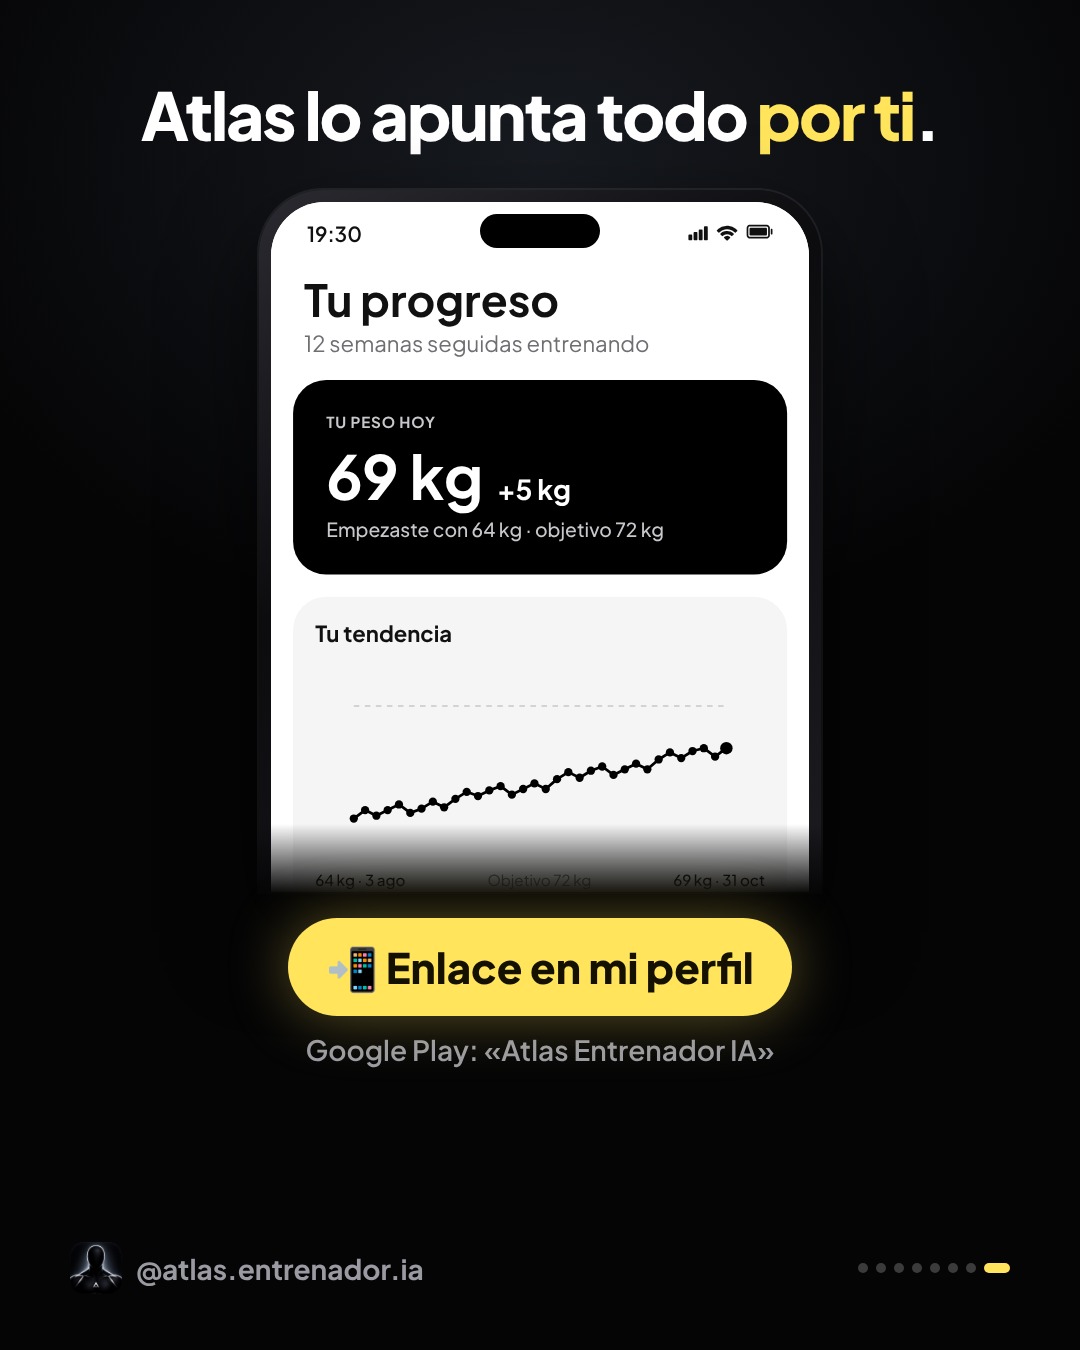 Atlas lo apunta todo por ti.
19:30
Tu progreso
12 semanas seguidas entrenando
TU PESO HOY
69 kg +5 kg
Empezaste con 64 kg · objetivo 72 kg
Tu tendencia
64 kg · 3 ago Objetivo 72 kg 69 kg · 31 oct
📲 Enlace en mi perfil
Google Play: «Atlas Entrenador IA»
@atlas.entrenador.ia